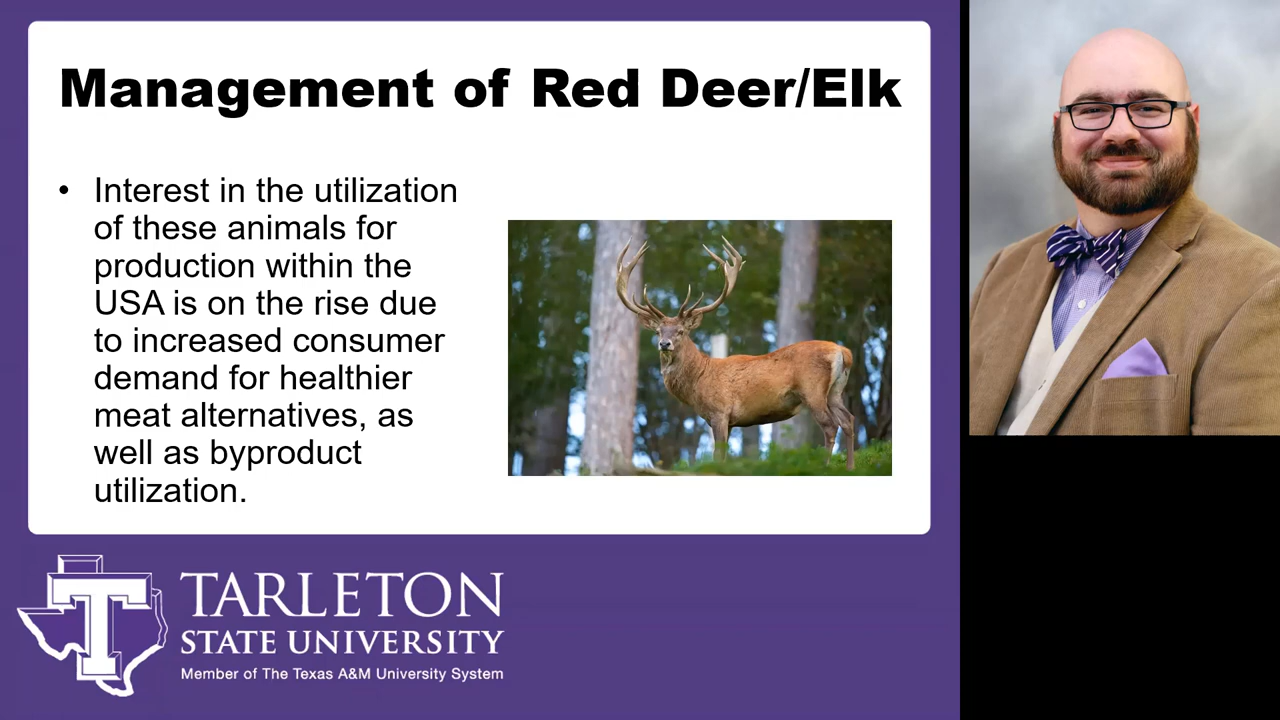 Management of Red Deer/Elk
• Interest in the utilization
of these animals for
production within the
USA is on the rise due
to increased consumer
demand for healthier
meat alternatives, as
well as byproduct
utilization.
T
TARLETON
STATE UNIVERSITY
Member of The Texas A&M University System